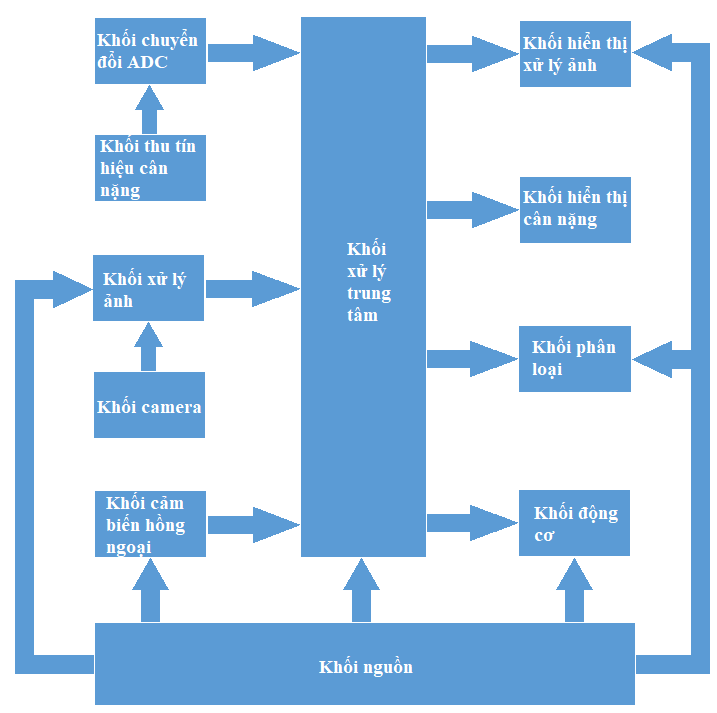 Khối chuyển
đổi ADC
Khối thu tín
hiệu cân
nặng
Khối xử lý
ảnh
Khối camera
Khối cảm
biến hồng
ngoại
Khối
xử lý
trung
tâm
Khối hiển thị
xử lý ảnh
Khối hiển thị
cân nặng
Khối phân
loại
Khối động
cơ
Khối nguồn